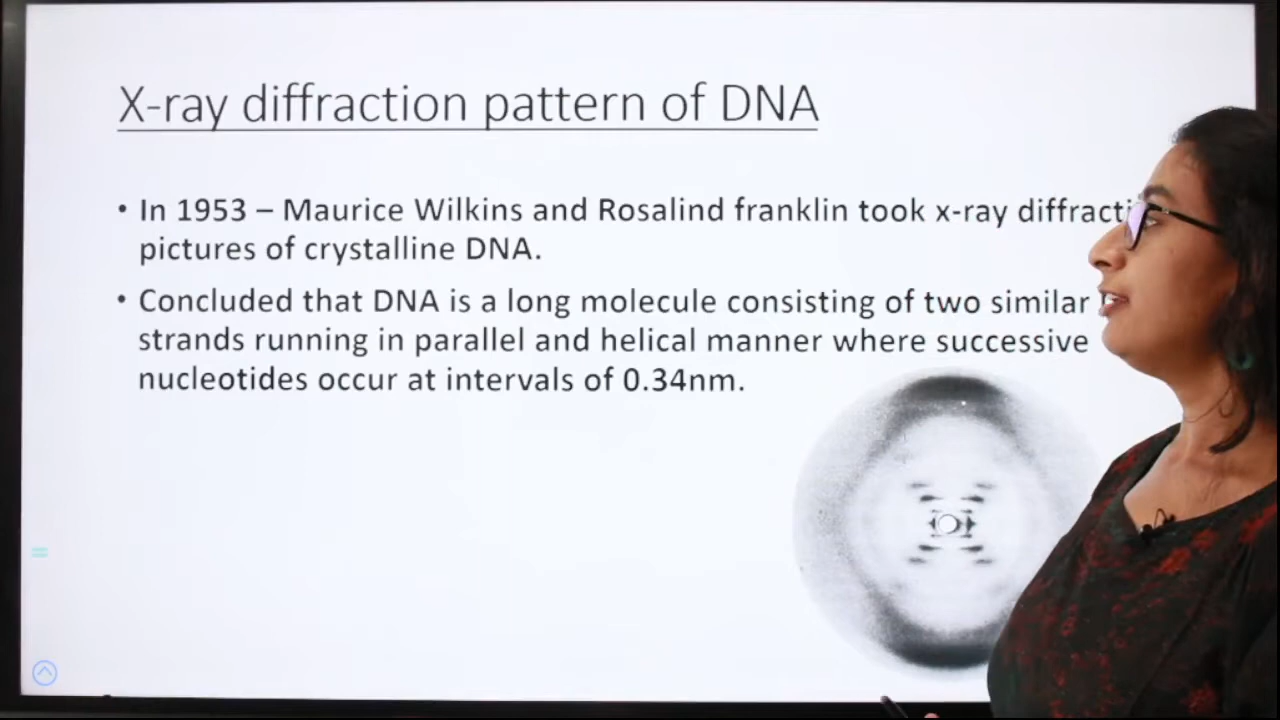 X-ray diffraction pattern of DNA
• In 1953 – Maurice Wilkins and Rosalind franklin took x-ray
pictures of crystalline DNA.
• Concluded that DNA is a long molecule consisting of two similar
strands running in parallel and helical manner where successive
nucleotides occur at intervals of 0.34nm.